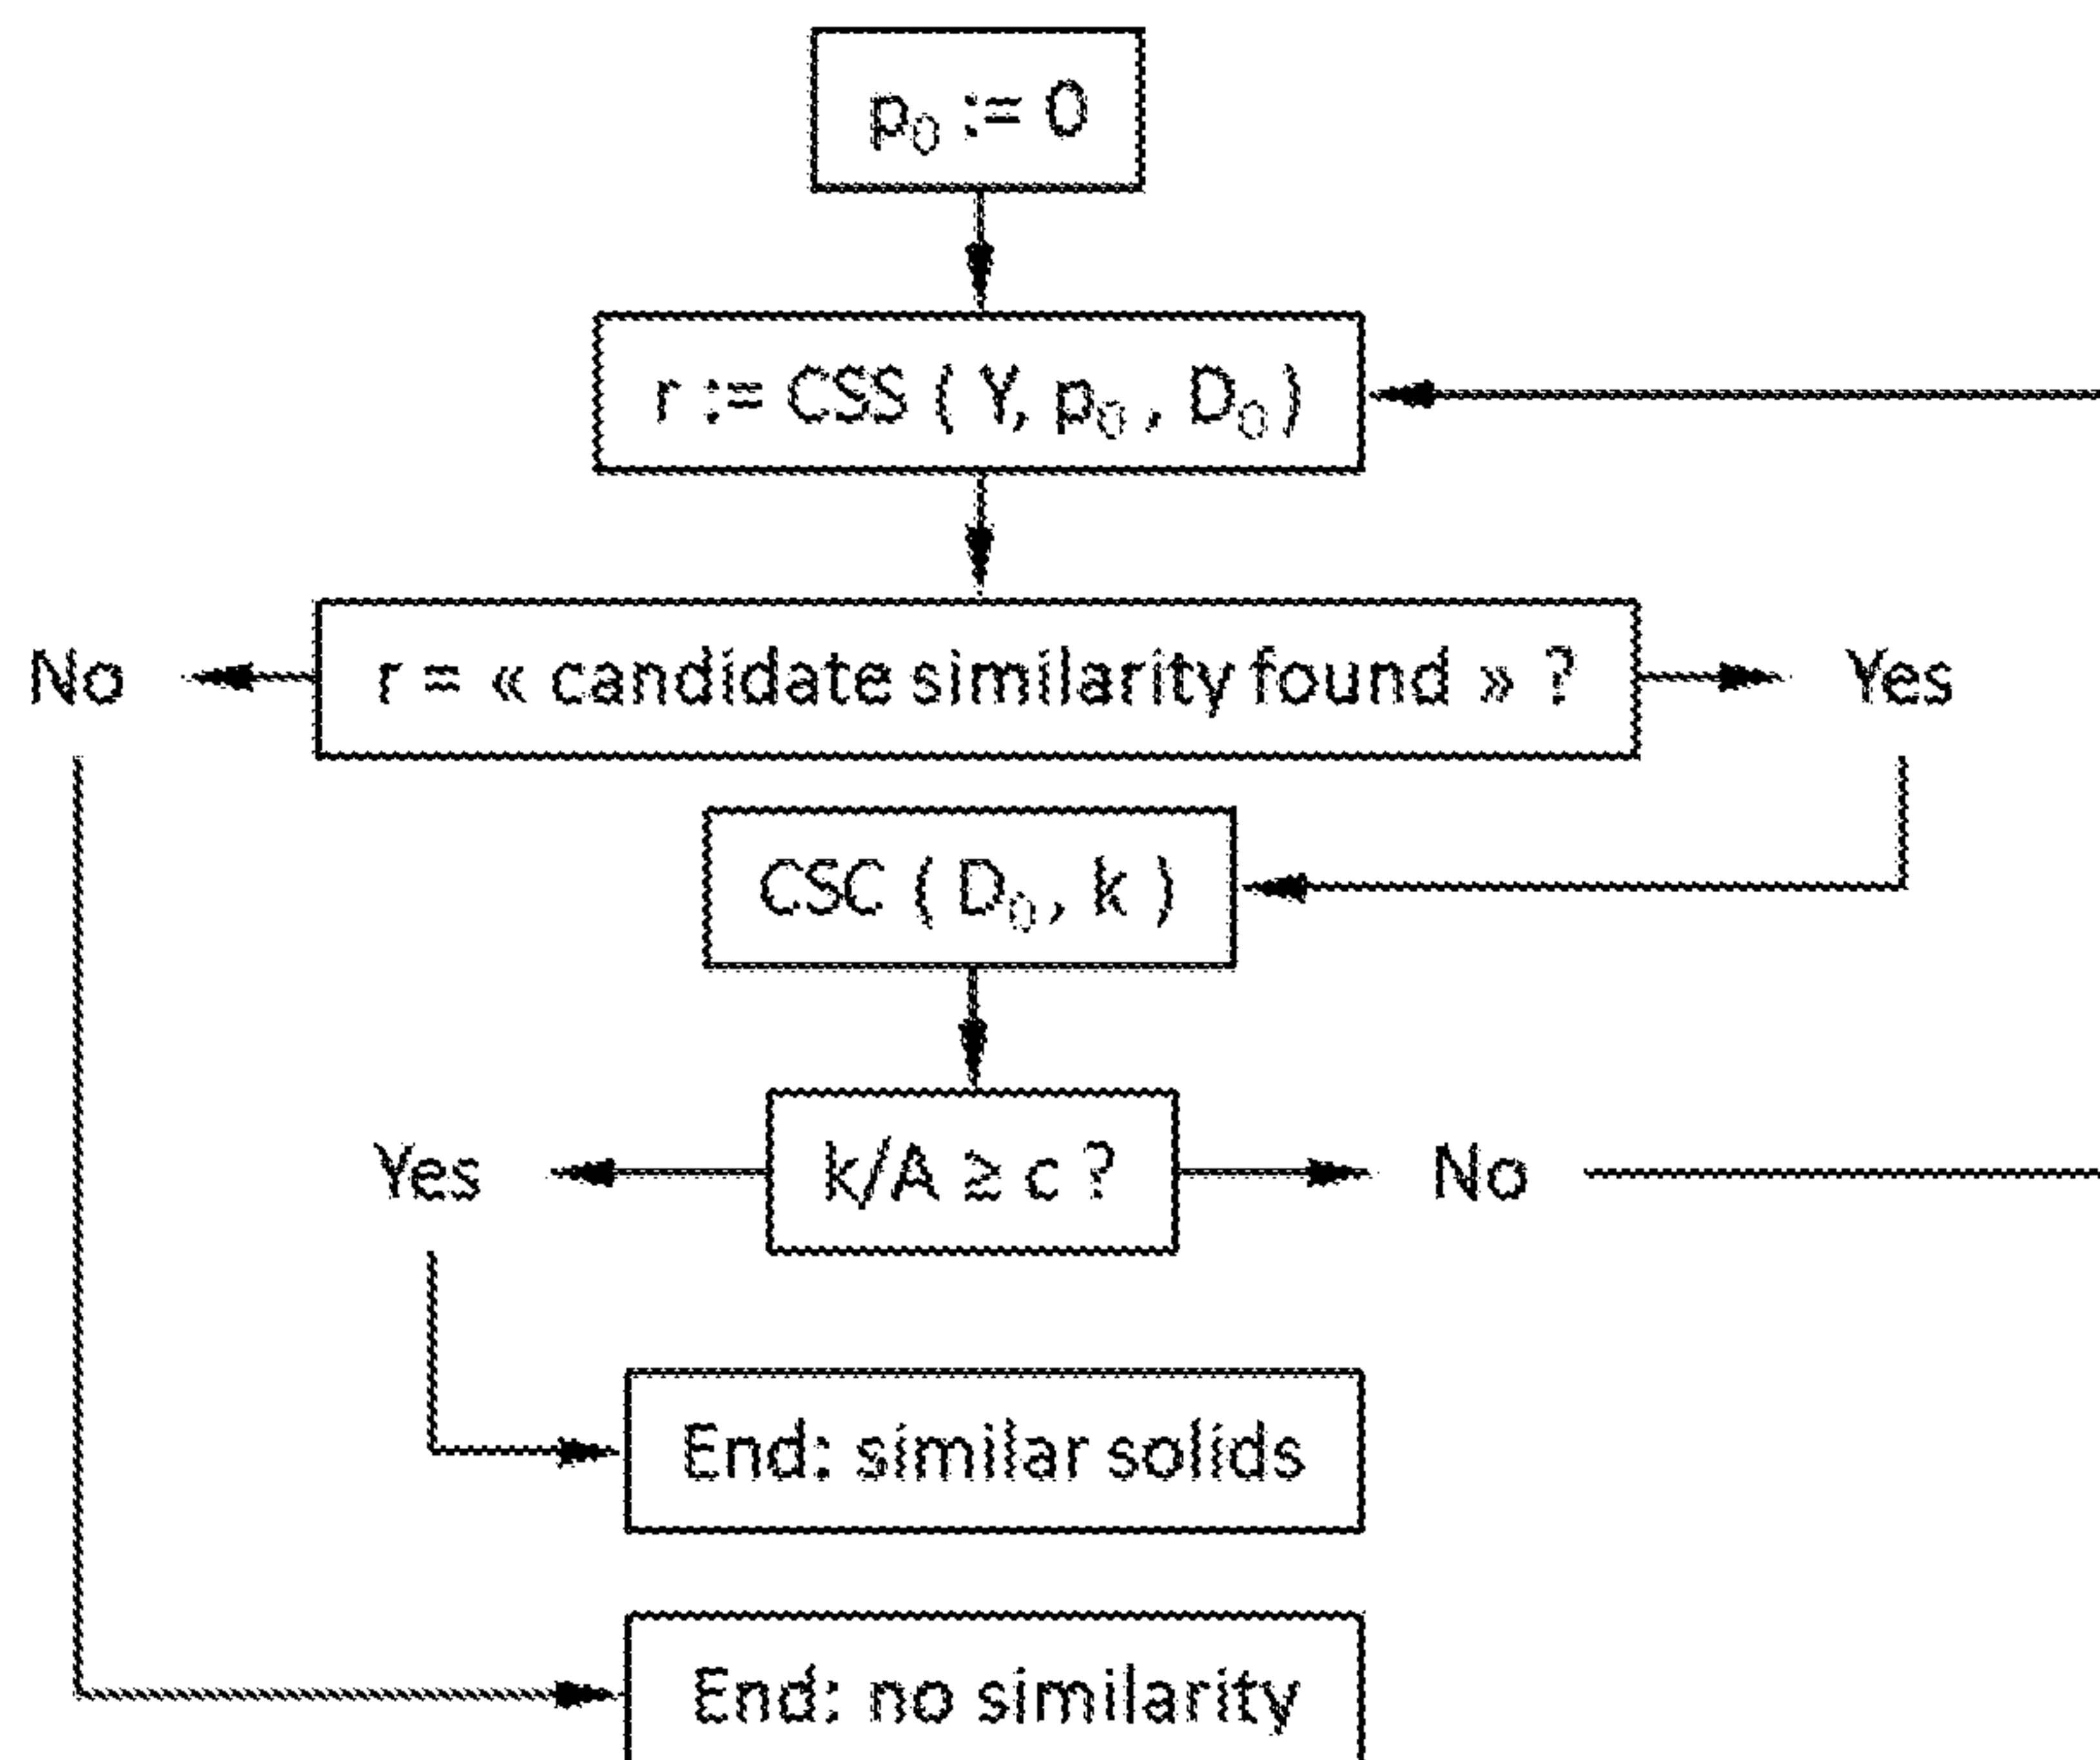 p₀ := 0
r := CSS ( Y, p₀ , D₀ )
No
r = « candidate similarity found » ?
Yes
CSC ( D₀ , k )
Yes
k/A ≥ c ?
No
End: similar solids
End: no similarity